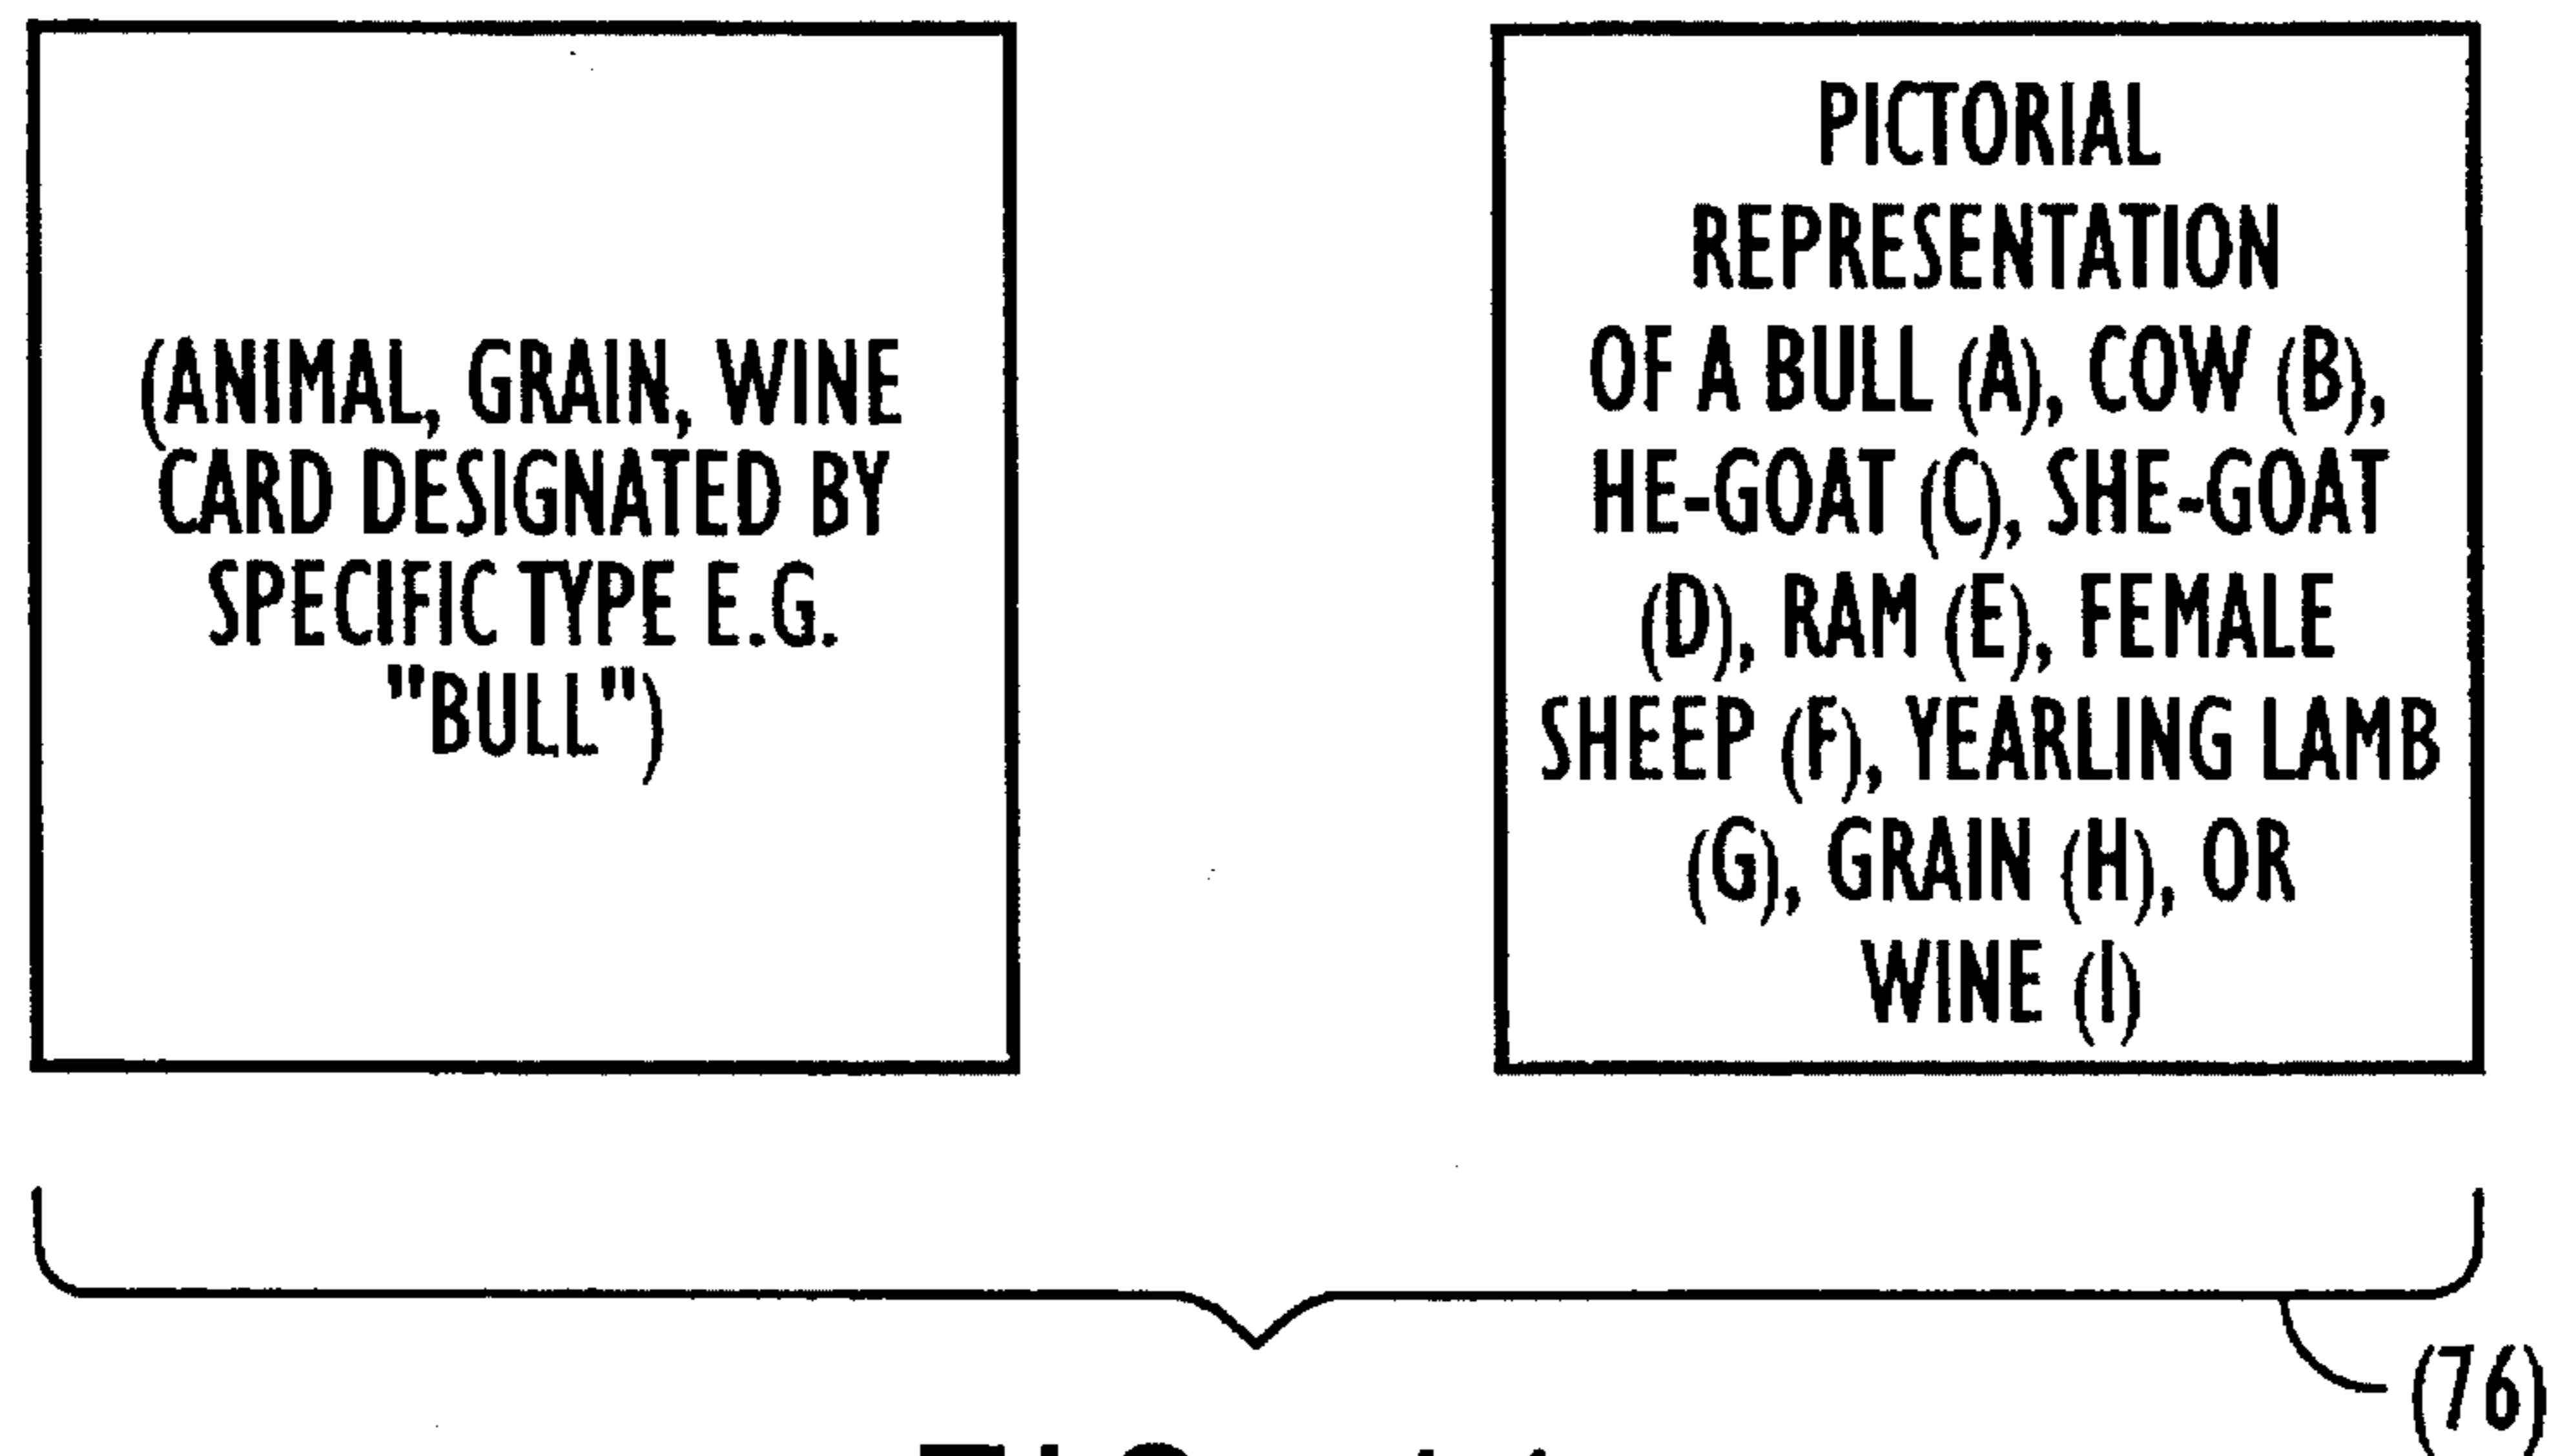 (ANIMAL, GRAIN, WINE
CARD DESIGNATED BY
SPECIFIC TYPE E.G.
"BULL")
PICTORIAL
REPRESENTATION
OF A BULL (A), COW (B),
HE-GOAT (C), SHE-GOAT
(D), RAM (E), FEMALE
SHEEP (F), YEARLING LAMB
(G), GRAIN (H), OR
WINE (I)
(76)